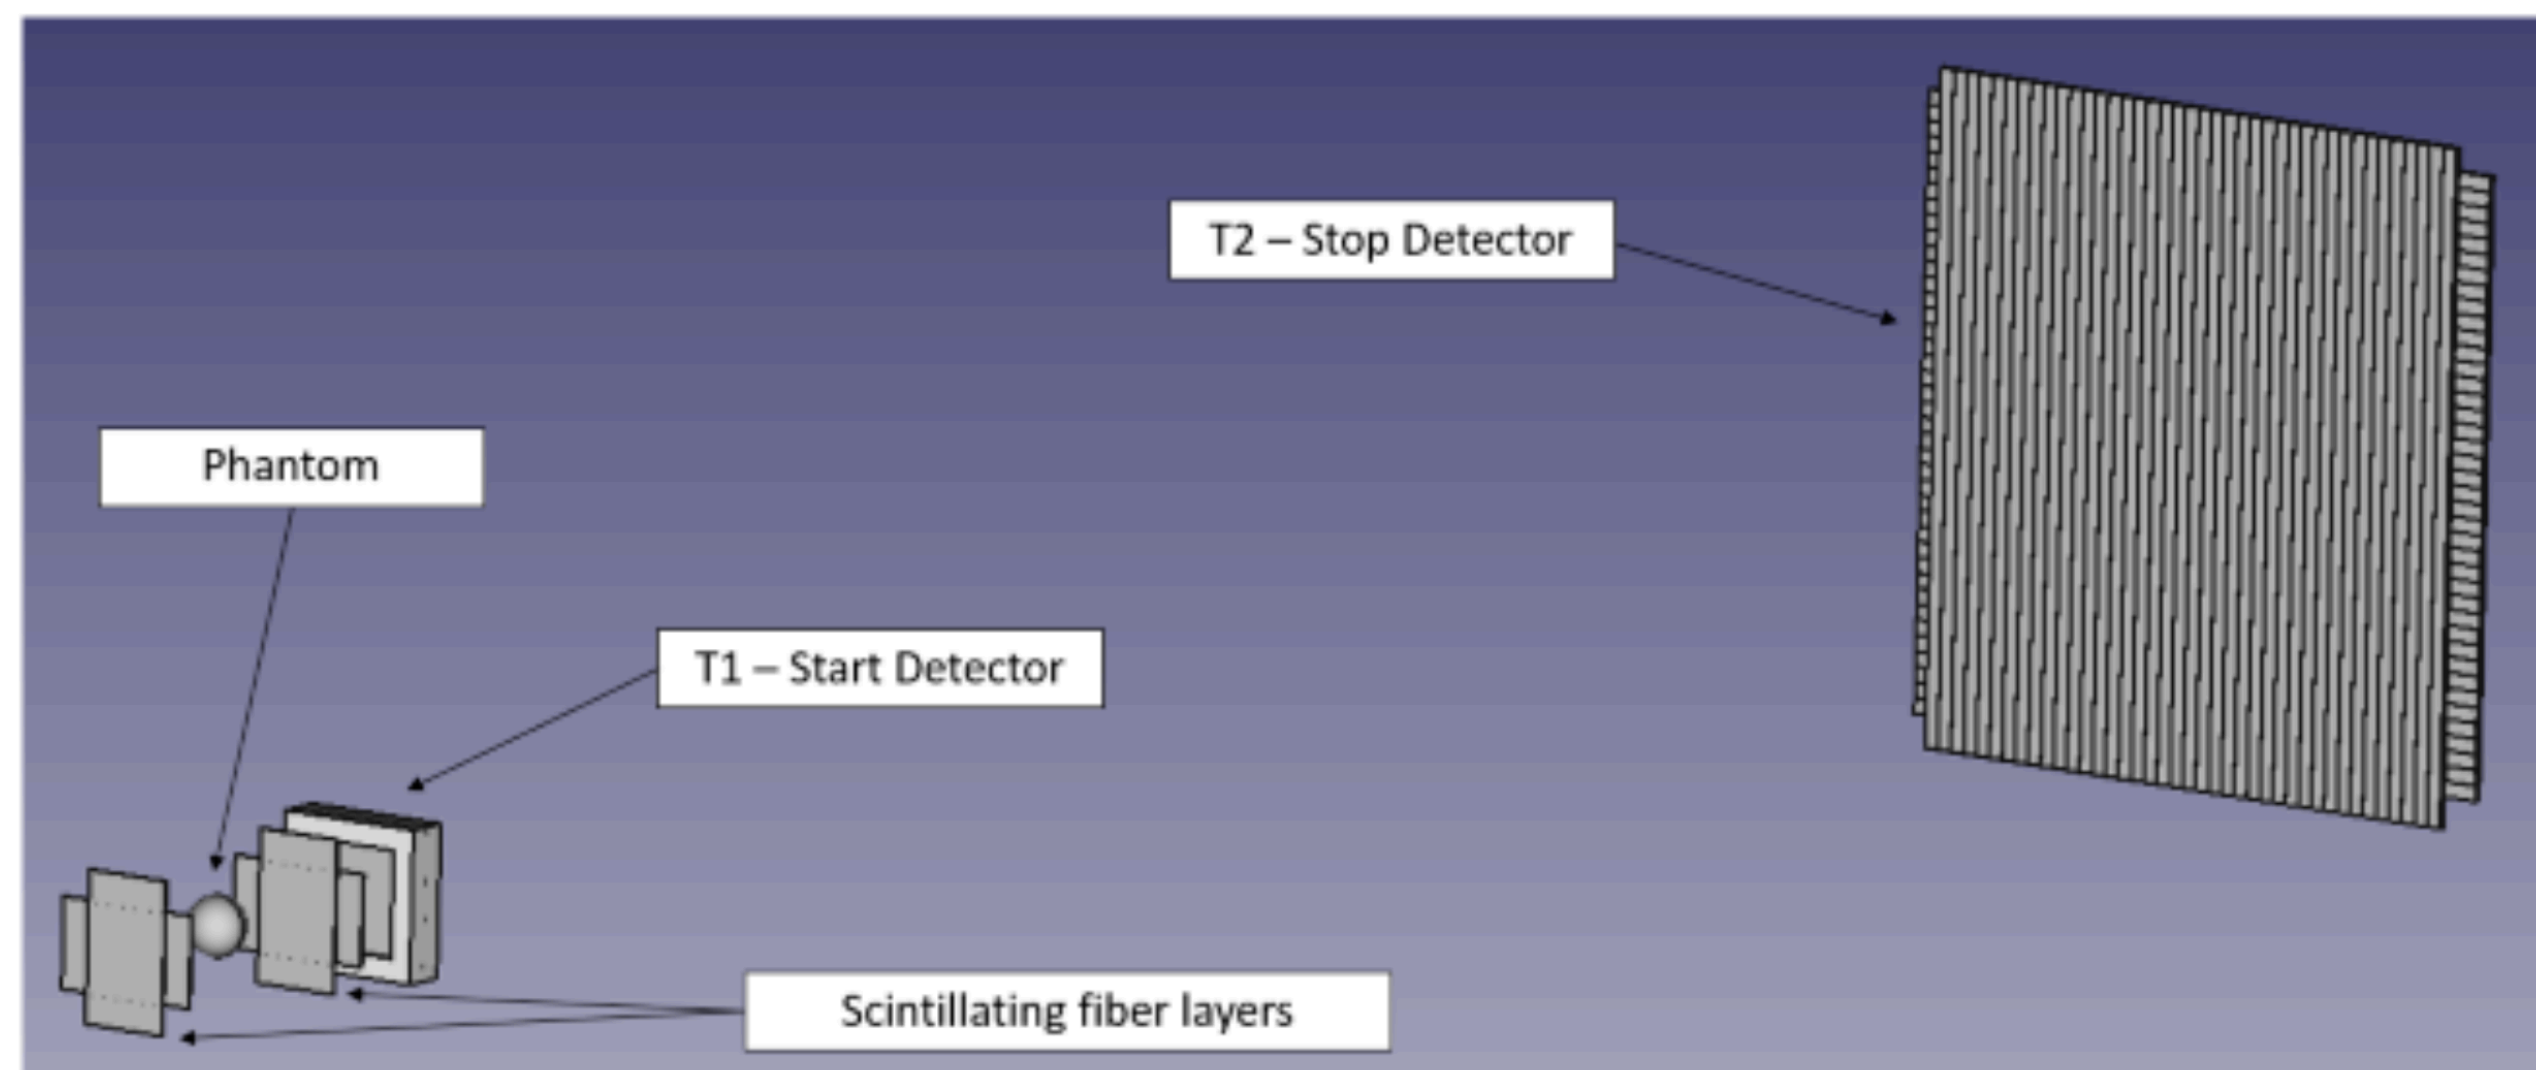 T2 – Stop Detector
Phantom
T1 – Start Detector
Scintillating fiber layers